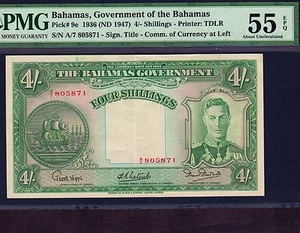 PMG
MONEY GUARANTY
Bahamas, Government of the Bahamas
Pick# 9e 1936 (ND 1947) 4/- Shillings - Printer: TDLR
S/N A/7 805871 - Sign. Title - Comm. of Currency at Left
55 EPQ
About Uncirculated
THE BAHAMAS GOVERNMENT
4/-
4/-
FOUR SHILLINGS
A/7 805871
A/7 805871
4/-
4/-